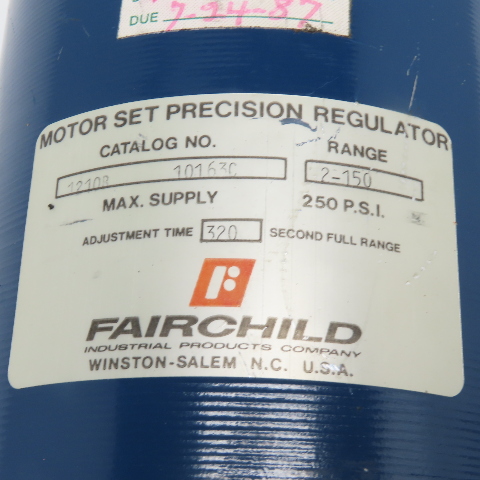 DUE 7-24-87
MOTOR SET PRECISION REGULATOR
CATALOG NO. RANGE
1210R 10163C 2-150
MAX. SUPPLY 250 P.S.I.
ADJUSTMENT TIME 320 SECOND FULL RANGE
FAIRCHILD
INDUSTRIAL PRODUCTS COMPANY
WINSTON-SALEM N.C. U.S.A.